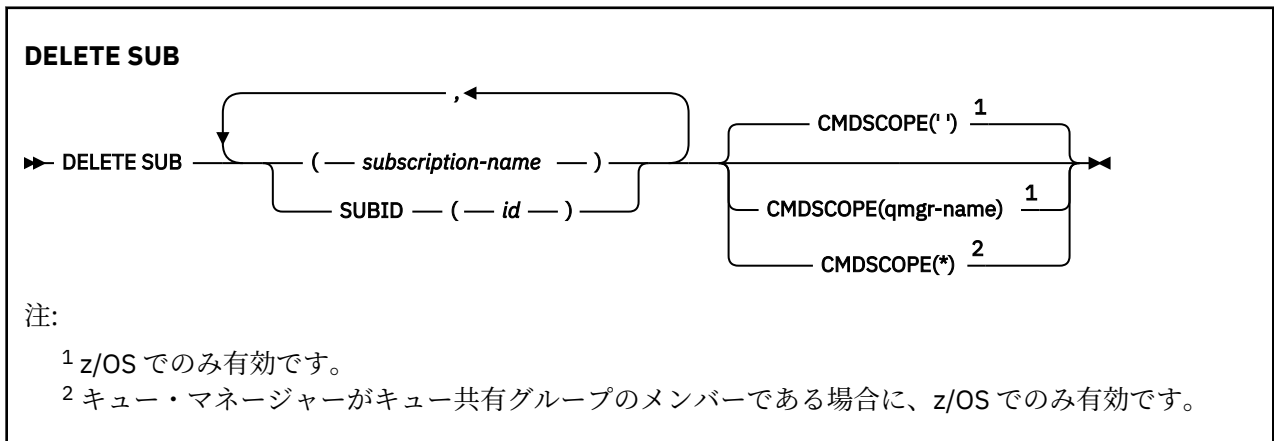 DELETE SUB
,
CMDSCOPE(' ') 1
DELETE SUB ( subscription-name )
SUBID ( id )
CMDSCOPE(qmgr-name) 1
CMDSCOPE(*) 2
注:
1 z/OS でのみ有効です。
2 キュー・マネージャーがキュー共有グループのメンバーである場合に、z/OS でのみ有効です。